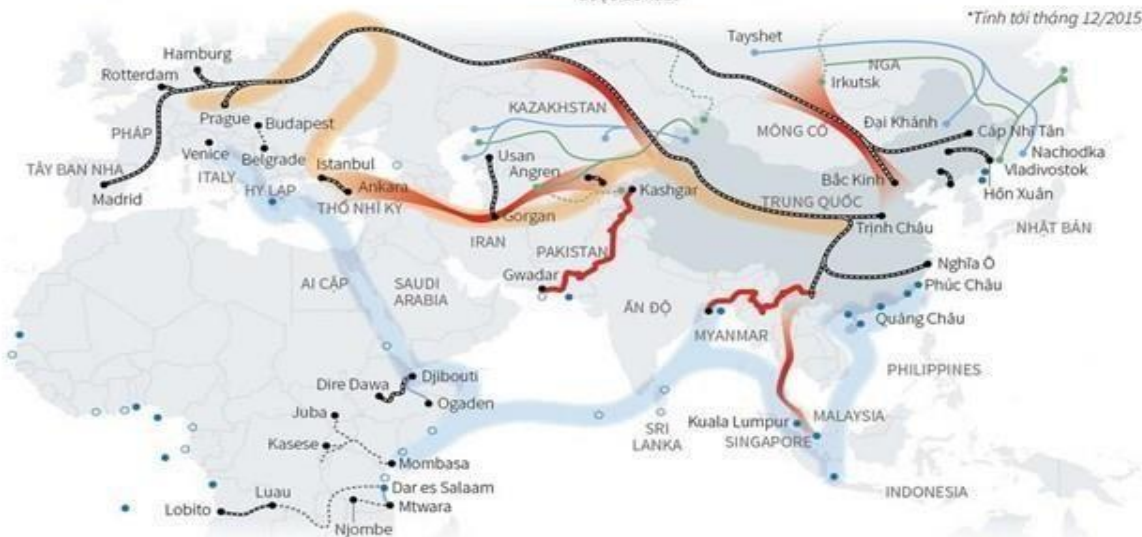 *Tính tới tháng 12/2015
Tayshet
Hamburg
NGA
Rotterdam
Irkutsk
KAZAKHSTAN
Prague
Đại Khánh
Cáp Nhĩ Tân
PHÁP
Budapest
MÔNG CỔ
Venice
Belgrade
Usan
Nachodka
TÂY BAN NHA
ITALY
Istanbul
Angren
Vladivostok
HY LẠP
Ankara
Kashgar
Bắc Kinh
Hồn Xuân
Madrid
THỔ NHĨ KỲ
TRUNG QUỐC
Gorgan
Trịnh Châu
NHẬT BẢN
IRAN
PAKISTAN
Nghĩa Ô
AI CẬP
SAUDI
ARABIA
Gwadar
Phúc Châu
ẤN ĐỘ
MYANMAR
Quảng Châu
PHILIPPINES
Dire Dawa
Djibouti
Ogaden
Juba
SRI
LANKA
Kuala Lumpur
MALAYSIA
SINGAPORE
Kasese
Mombasa
Luau
Dar es Salaam
INDONESIA
Lobito
Mtwara
Njombe